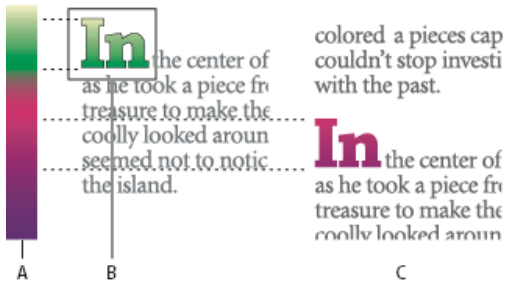 In the center of
as he took a piece fr
treasure to make the
coolly looked aroun
seemed not to notic
the island.
colored a pieces cap
couldn't stop investi
with the past.
In the center of
as he took a piece fr
treasure to make the
coolly looked aroun
A
B
C